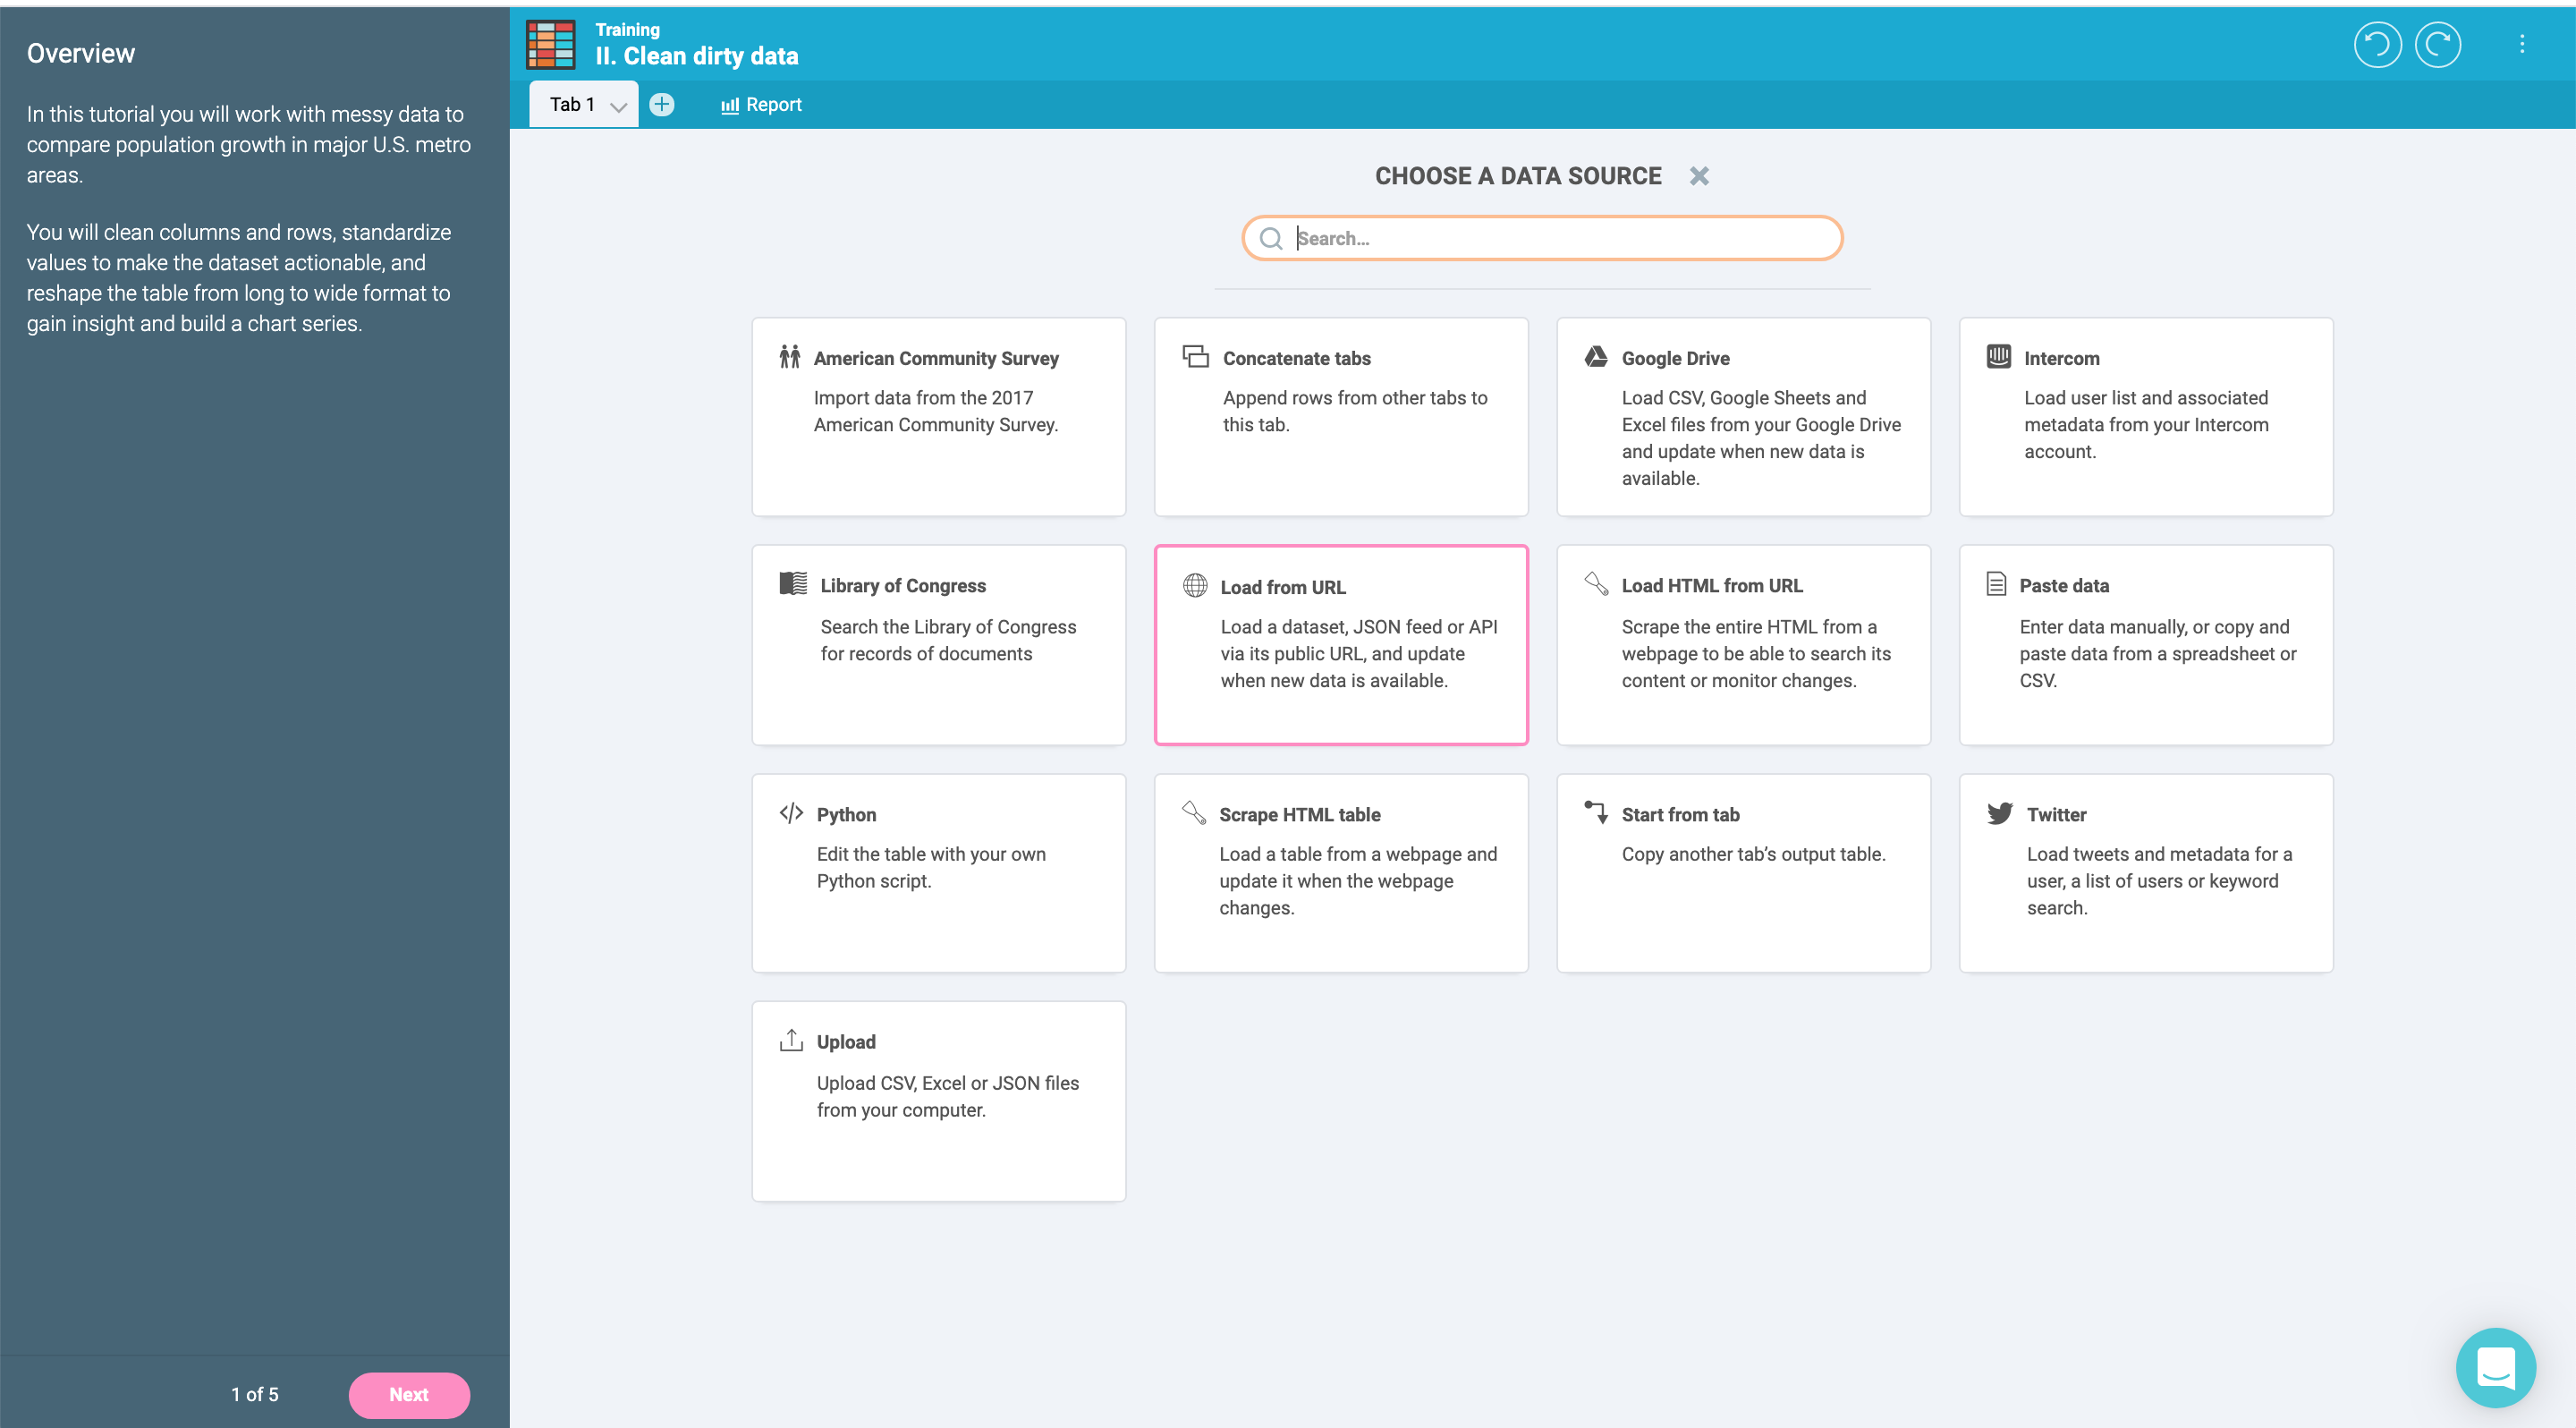 Overview
In this tutorial you will work with messy data to
compare population growth in major U.S. metro
areas.
You will clean columns and rows, standardize
values to make the dataset actionable, and
reshape the table from long to wide format to
gain insight and build a chart series.
1 of 5
Next
Training
II. Clean dirty data
Tab 1
Report
CHOOSE A DATA SOURCE
Search...
American Community Survey
Import data from the 2017
American Community Survey.
Concatenate tabs
Append rows from other tabs to
this tab.
Google Drive
Load CSV, Google Sheets and
Excel files from your Google Drive
and update when new data is
available.
Intercom
Load user list and associated
metadata from your Intercom
account.
Library of Congress
Search the Library of Congress
for records of documents
Load from URL
Load a dataset, JSON feed or API
via its public URL, and update
when new data is available.
Load HTML from URL
Scrape the entire HTML from a
webpage to be able to search its
content or monitor changes.
Paste data
Enter data manually, or copy and
paste data from a spreadsheet or
CSV.
Python
Edit the table with your own
Python script.
Scrape HTML table
Load a table from a webpage and
update it when the webpage
changes.
Start from tab
Copy another tab’s output table.
Twitter
Load tweets and metadata for a
user, a list of users or keyword
search.
Upload
Upload CSV, Excel or JSON files
from your computer.